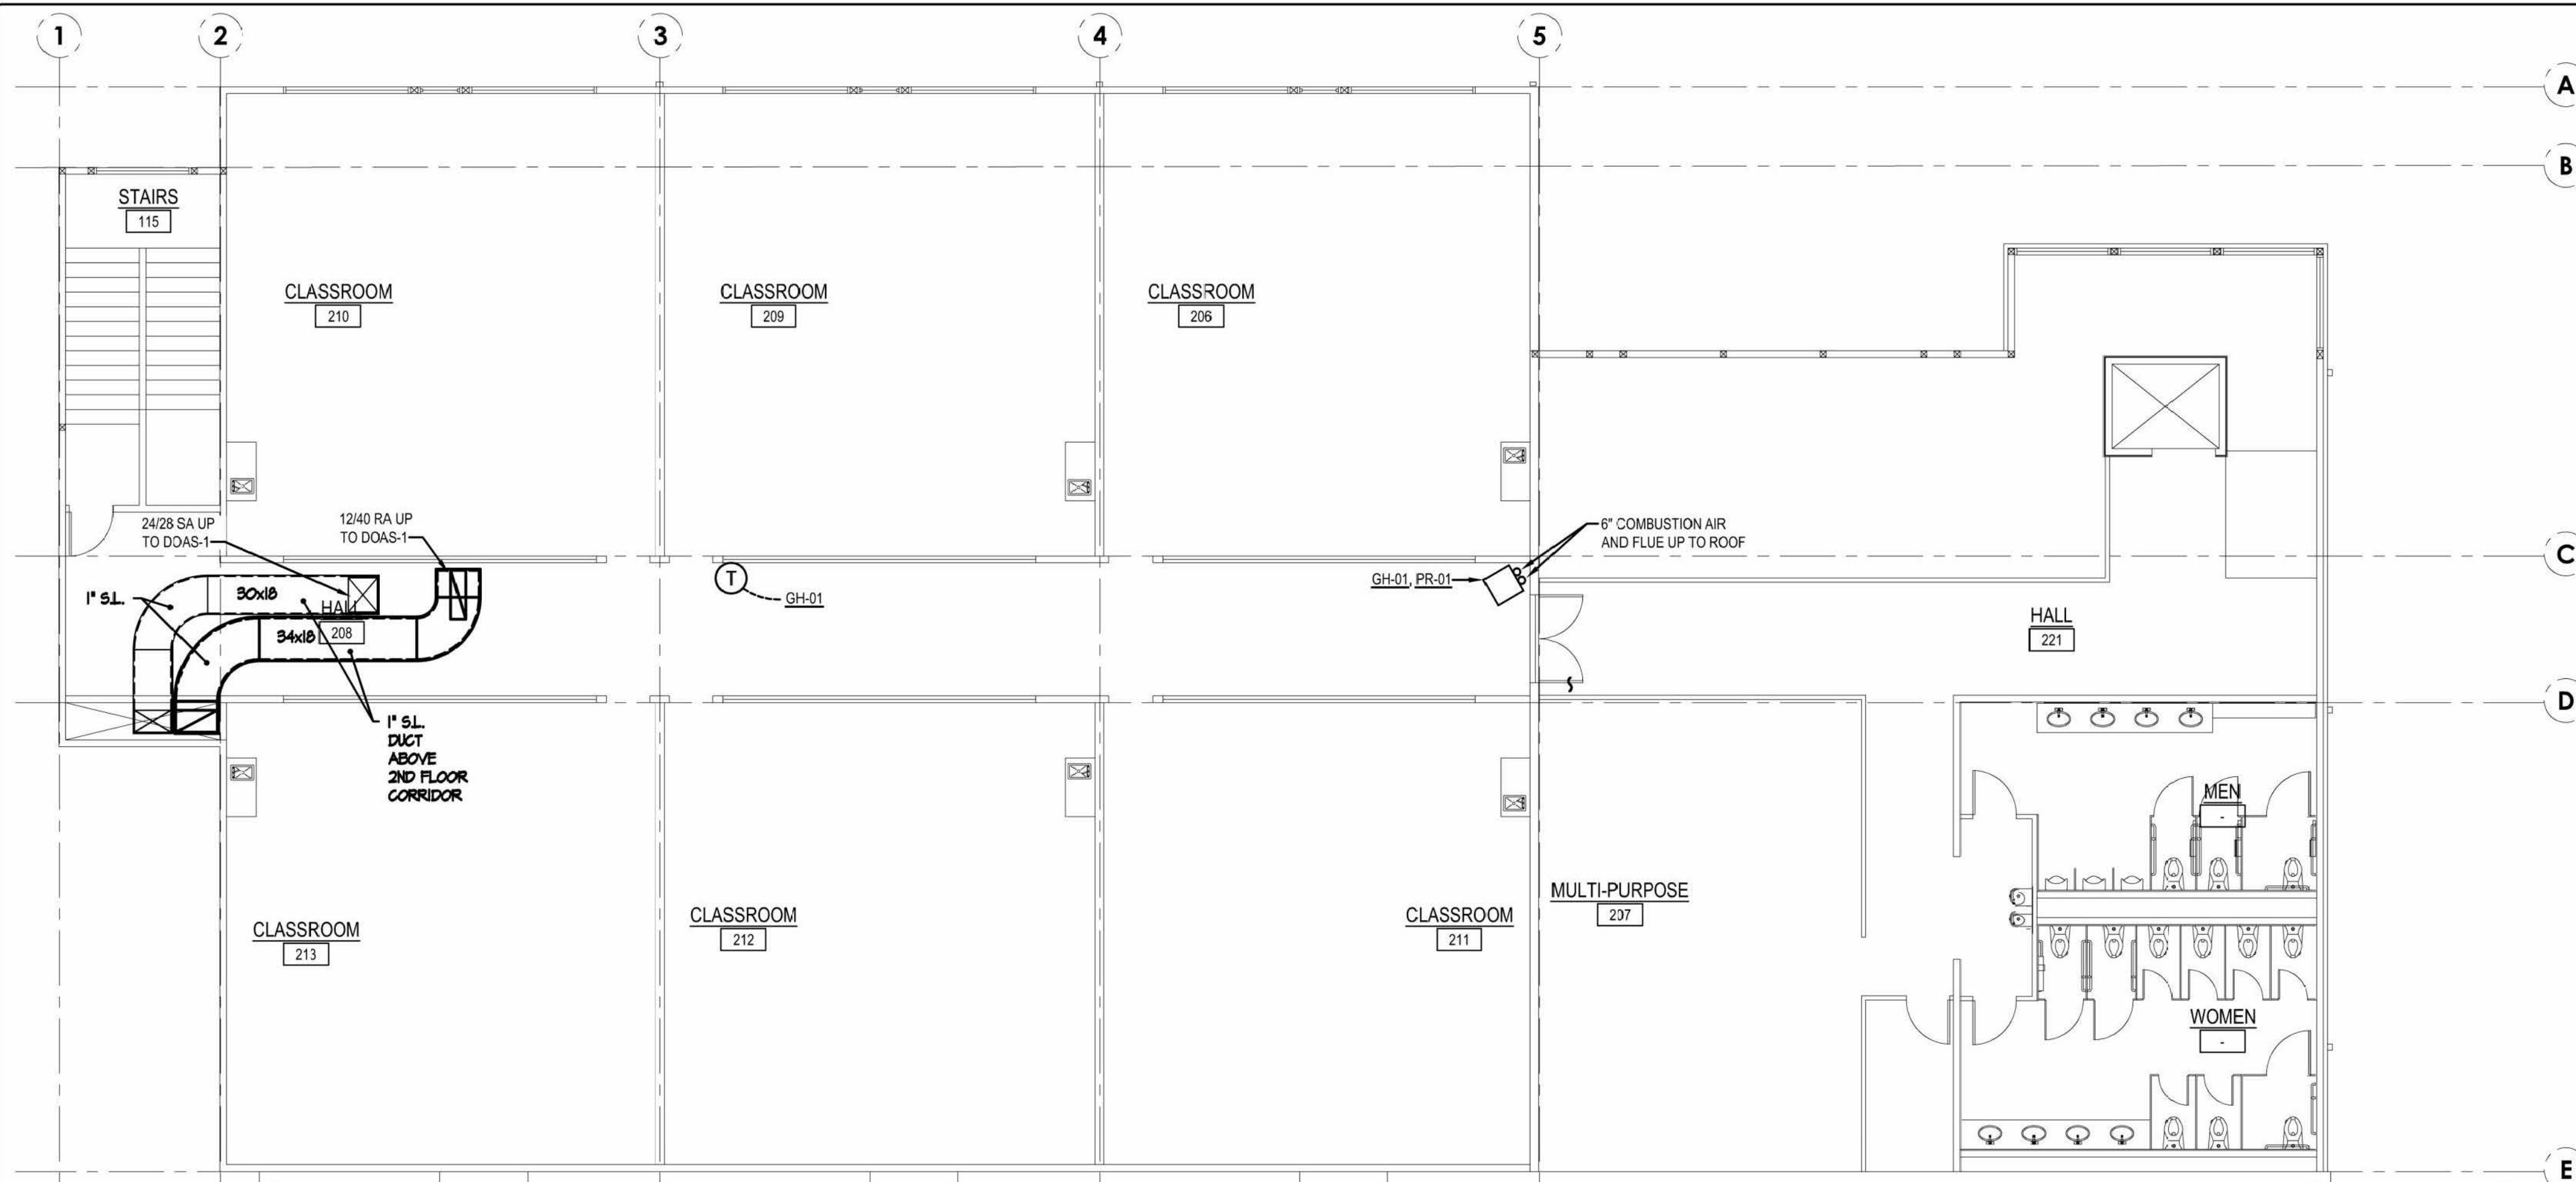 1
2
3
4
5
A
B
STAIRS
115
CLASSROOM
210
CLASSROOM
209
CLASSROOM
206
24/28 SA UP
TO DOAS-1
12/40 RA UP
TO DOAS-1
6" COMBUSTION AIR
AND FLUE UP TO ROOF
C
1" S.L.
30x18
HALL
208
34x18
T
GH-01
GH-01, PR-01
HALL
221
D
1" S.L.
DUCT
ABOVE
2ND FLOOR
CORRIDOR
MEN
-
CLASSROOM
213
CLASSROOM
212
CLASSROOM
211
MULTI-PURPOSE
207
WOMEN
-
E